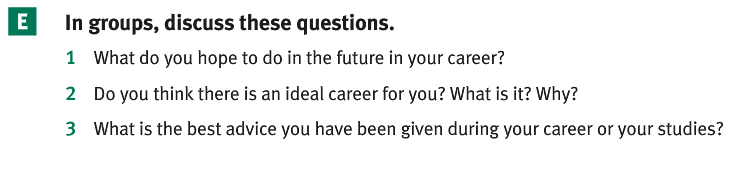 E In groups, discuss these questions.
1 What do you hope to do in the future in your career?
2 Do you think there is an ideal career for you? What is it? Why?
3 What is the best advice you have been given during your career or your studies?